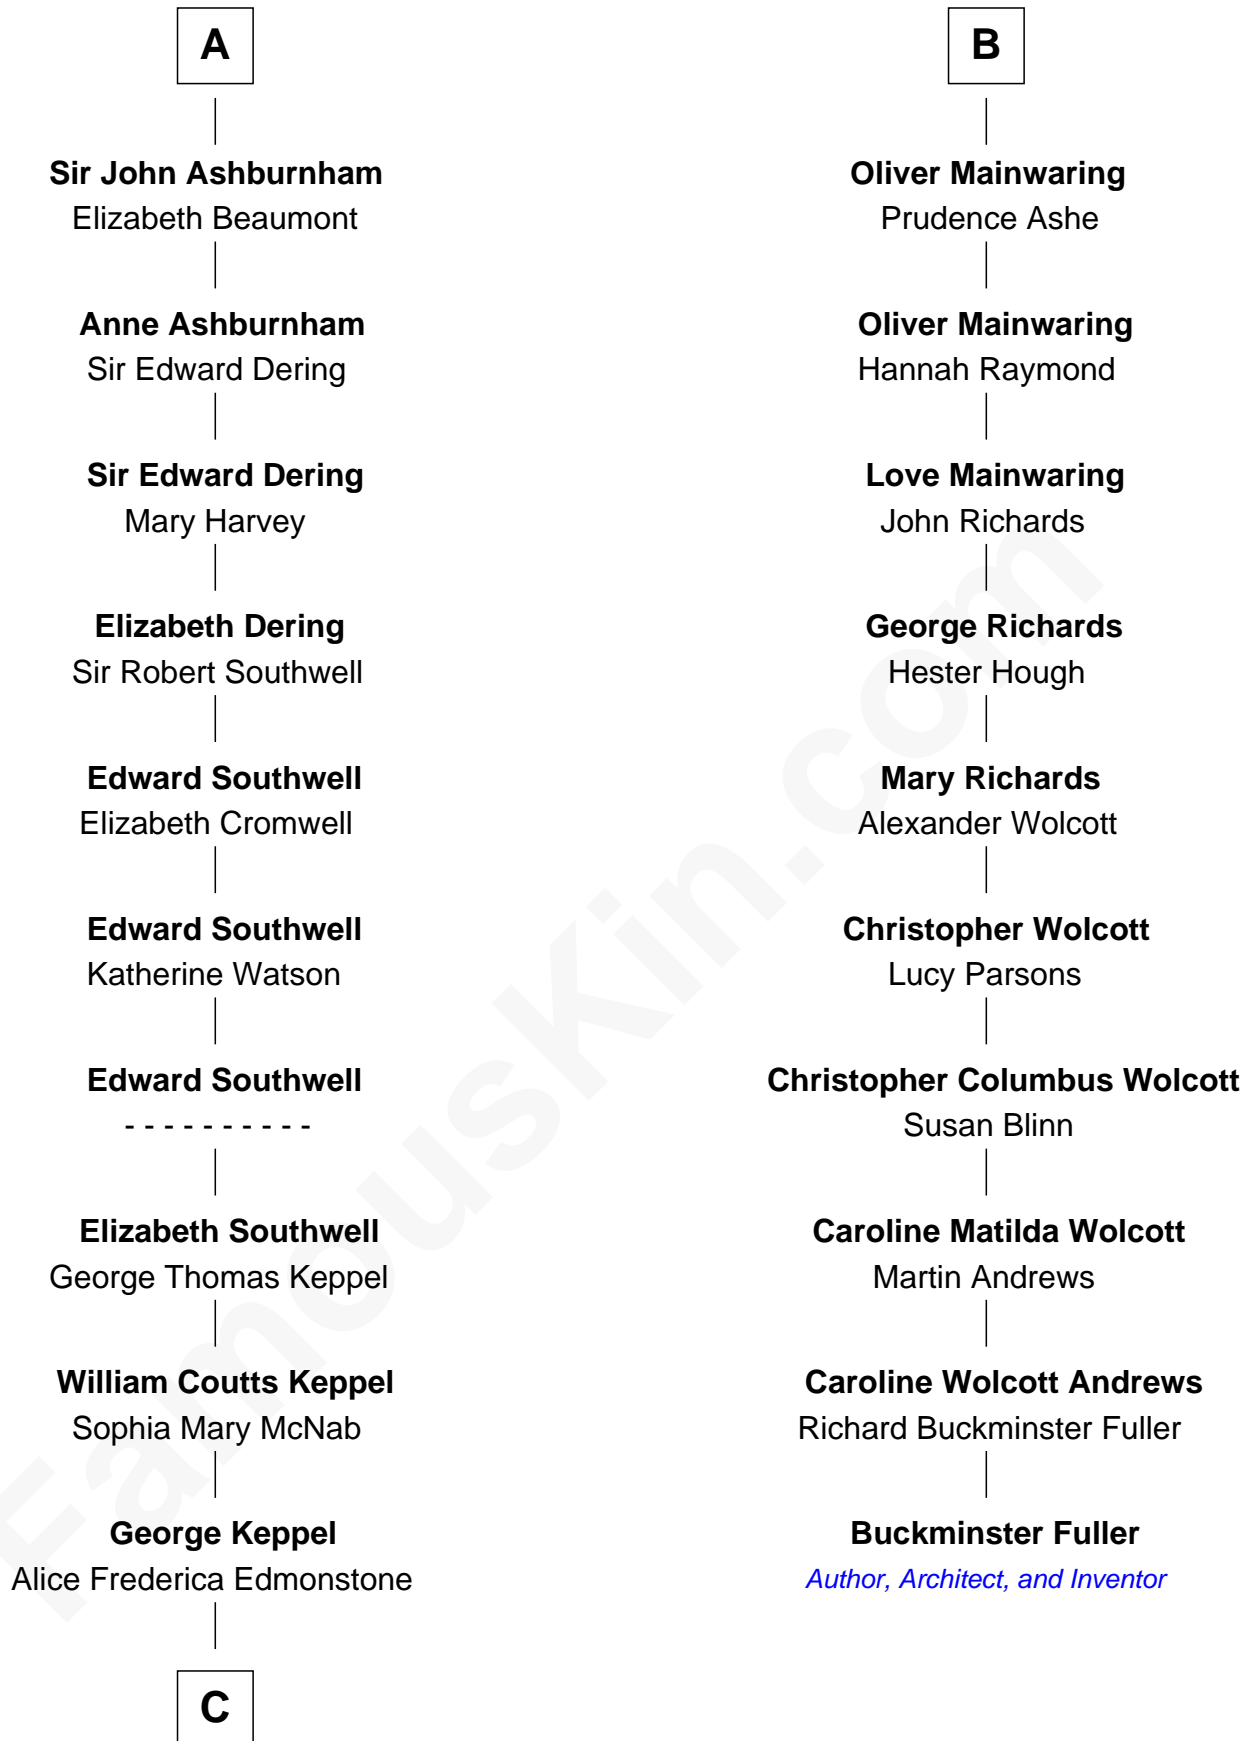 A
Sir John Ashburnham
Elizabeth Beaumont
Anne Ashburnham
Sir Edward Dering
Sir Edward Dering
Mary Harvey
Elizabeth Dering
Sir Robert Southwell
Edward Southwell
Elizabeth Cromwell
Edward Southwell
Katherine Watson
Edward Southwell
- - - - - - - - - -
Elizabeth Southwell
George Thomas Keppel
William Coutts Keppel
Sophia Mary McNab
George Keppel
Alice Frederica Edmonstone
C
B
Oliver Mainwaring
Prudence Ashe
Oliver Mainwaring
Hannah Raymond
Love Mainwaring
John Richards
George Richards
Hester Hough
Mary Richards
Alexander Wolcott
Christopher Wolcott
Lucy Parsons
Christopher Columbus Wolcott
Susan Blinn
Caroline Matilda Wolcott
Martin Andrews
Caroline Wolcott Andrews
Richard Buckminster Fuller
Buckminster Fuller
Author, Architect, and Inventor
FamousKin.com